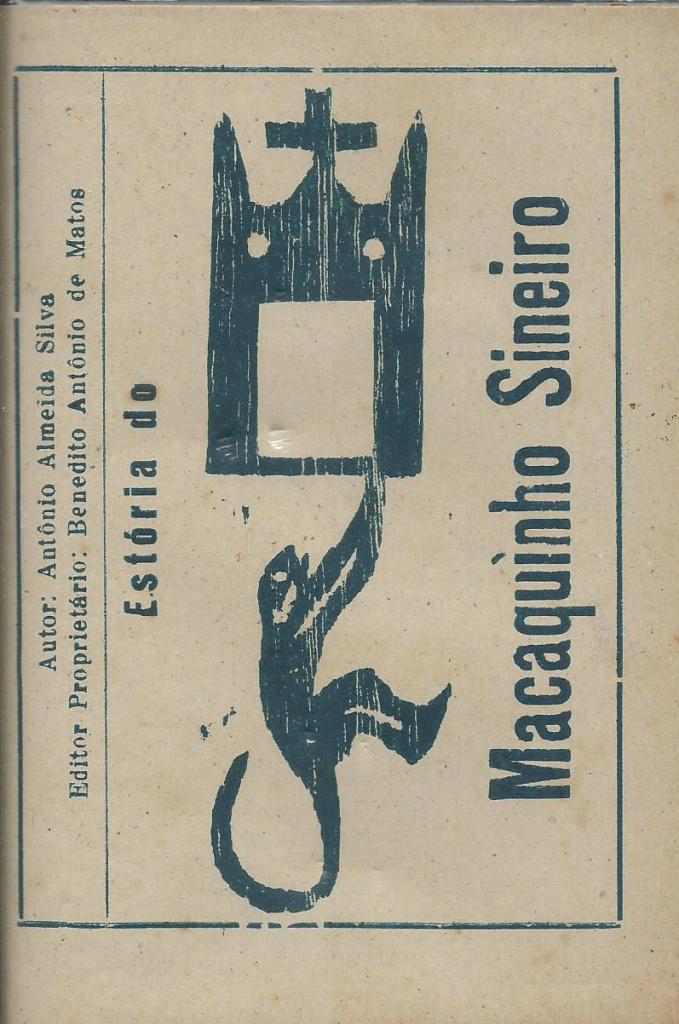 Autor: Antônio Almeida Silva
Editor Proprietário: Benedito Antônio de Matos
Estória do
Macaquinho Sineiro